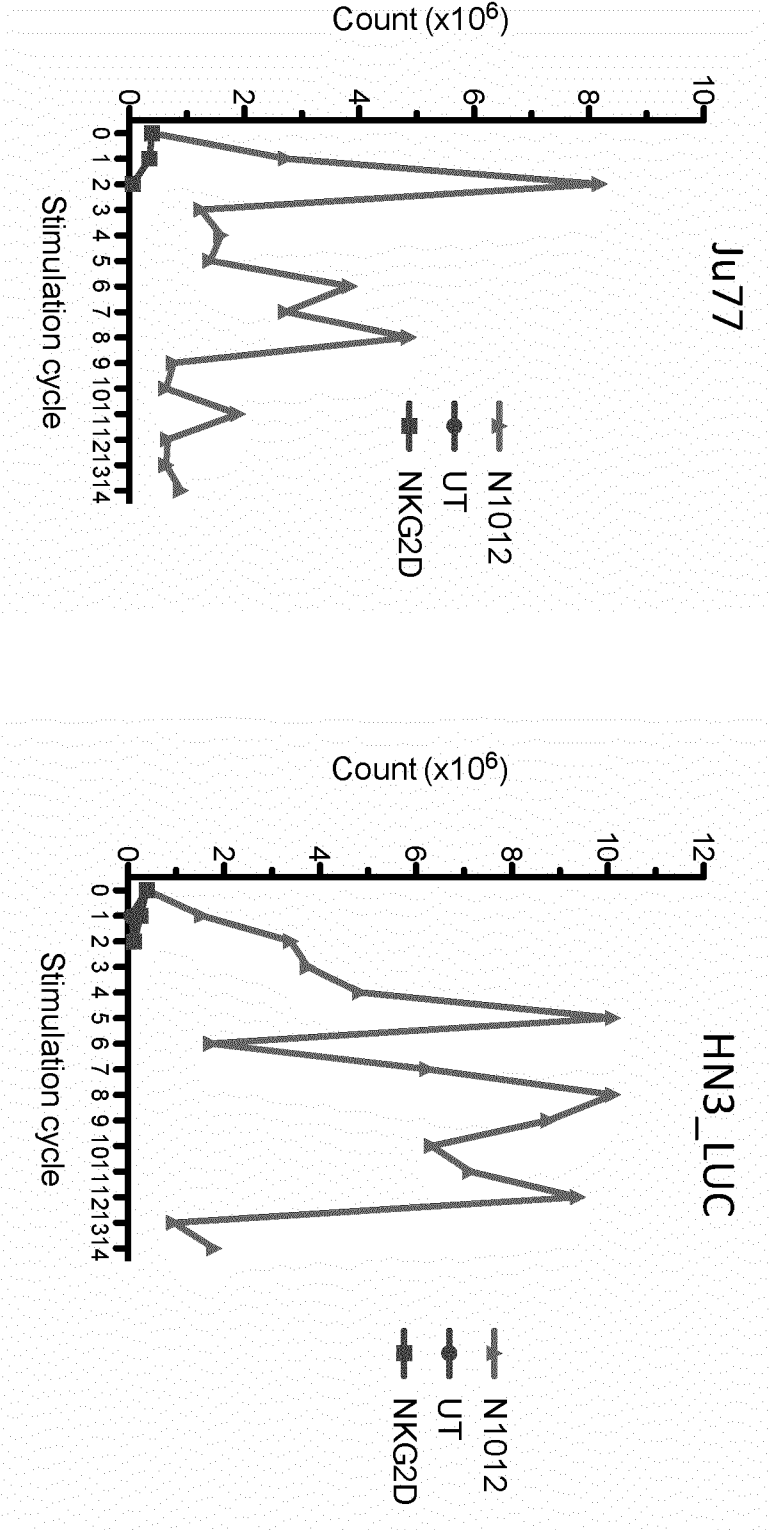 Ju77
Count (x10⁶)
10
8
6
4
2
0
0 1 2 3 4 5 6 7 8 9 10 11 12 13 14
Stimulation cycle
N1012
UT
NKG2D
HN3_LUC
Count (x10⁶)
12
10
8
6
4
2
0
0 1 2 3 4 5 6 7 8 9 10 11 12 13 14
Stimulation cycle
N1012
UT
NKG2D